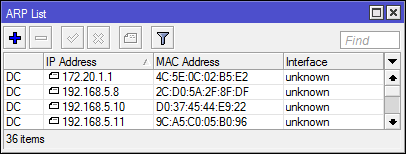 ARP List
Find
IP Address MAC Address Interface
DC 172.20.1.1 4C:5E:0C:02:B5:E2 unknown
DC 192.168.5.8 2C:D0:5A:2F:8F:DF unknown
DC 192.168.5.10 D0:37:45:44:E9:22 unknown
DC 192.168.5.11 9C:A5:C0:05:B0:96 unknown
36 items